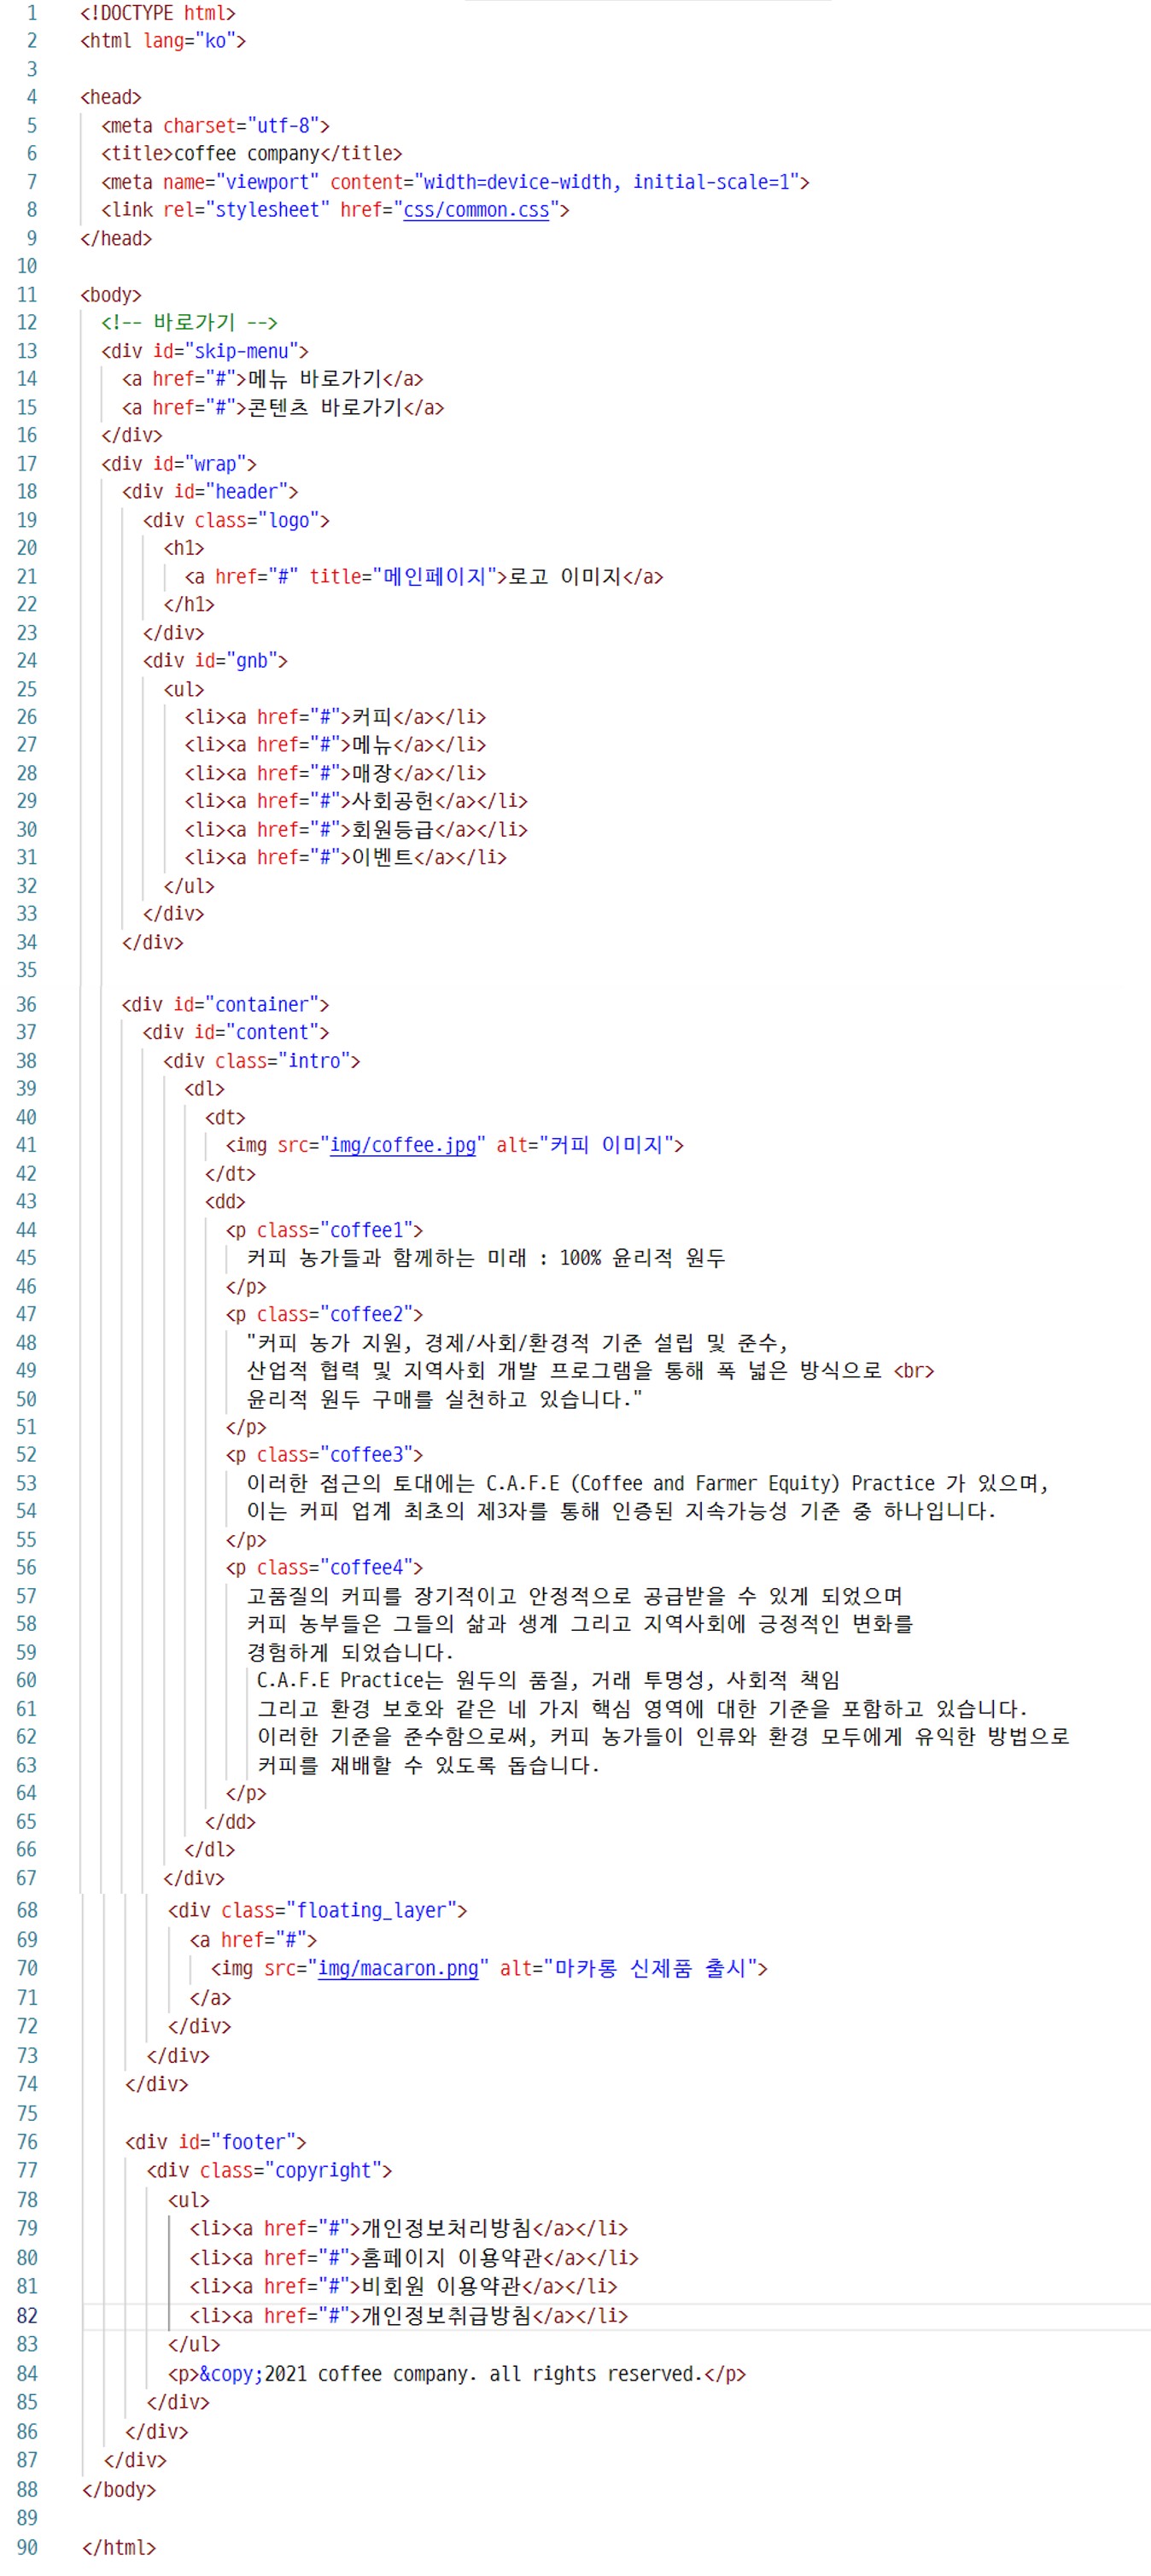 1 <!DOCTYPE html>
2 <html lang="ko">
3
4 <head>
5 <meta charset="utf-8">
6 <title>coffee company</title>
7 <meta name="viewport" content="width=device-width, initial-scale=1">
8 <link rel="stylesheet" href="css/common.css">
9 </head>
10
11 <body>
12 <!-- 바로가기 -->
13 <div id="skip-menu">
14 <a href="#">메뉴 바로가기</a>
15 <a href="#">콘텐츠 바로가기</a>
16 </div>
17 <div id="wrap">
18 <div id="header">
19 <div class="logo">
20 <h1>
21 <a href="#" title="메인페이지">로고 이미지</a>
22 </h1>
23 </div>
24 <div id="gnb">
25 <ul>
26 <li><a href="#">커피</a></li>
27 <li><a href="#">메뉴</a></li>
28 <li><a href="#">매장</a></li>
29 <li><a href="#">사회공헌</a></li>
30 <li><a href="#">회원등급</a></li>
31 <li><a href="#">이벤트</a></li>
32 </ul>
33 </div>
34 </div>
35
36 <div id="container">
37 <div id="content">
38 <div class="intro">
39 <dl>
40 <dt>
41 <img src="img/coffee.jpg" alt="커피 이미지">
42 </dt>
43 <dd>
44 <p class="coffee1">
45 커피 농가들과 함께하는 미래 : 100% 윤리적 원두
46 </p>
47 <p class="coffee2">
48 "커피 농가 지원, 경제/사회/환경적 기준 설립 및 준수,
49 산업적 협력 및 지역사회 개발 프로그램을 통해 폭 넓은 방식으로 <br>
50 윤리적 원두 구매를 실천하고 있습니다."
51 </p>
52 <p class="coffee3">
53 이러한 접근의 토대에는 C.A.F.E (Coffee and Farmer Equity) Practice 가 있으며,
54 이는 커피 업계 최초의 제3자를 통해 인증된 지속가능성 기준 중 하나입니다.
55 </p>
56 <p class="coffee4">
57 고품질의 커피를 장기적이고 안정적으로 공급받을 수 있게 되었으며
58 커피 농부들은 그들의 삶과 생계 그리고 지역사회에 긍정적인 변화를
59 경험하게 되었습니다.
60 C.A.F.E Practice는 원두의 품질, 거래 투명성, 사회적 책임
61 그리고 환경 보호와 같은 네 가지 핵심 영역에 대한 기준을 포함하고 있습니다.
62 이러한 기준을 준수함으로써, 커피 농가들이 인류와 환경 모두에게 유익한 방법으로
63 커피를 재배할 수 있도록 돕습니다.
64 </p>
65 </dd>
66 </dl>
67 </div>
68 <div class="floating_layer">
69 <a href="#">
70 <img src="img/macaron.png" alt="마카롱 신제품 출시">
71 </a>
72 </div>
73 </div>
74 </div>
75
76 <div id="footer">
77 <div class="copyright">
78 <ul>
79 <li><a href="#">개인정보처리방침</a></li>
80 <li><a href="#">홈페이지 이용약관</a></li>
81 <li><a href="#">비회원 이용약관</a></li>
82 <li><a href="#">개인정보취급방침</a></li>
83 </ul>
84 <p>&copy;2021 coffee company. all rights reserved.</p>
85 </div>
86 </div>
87 </div>
88 </body>
89
90 </html>